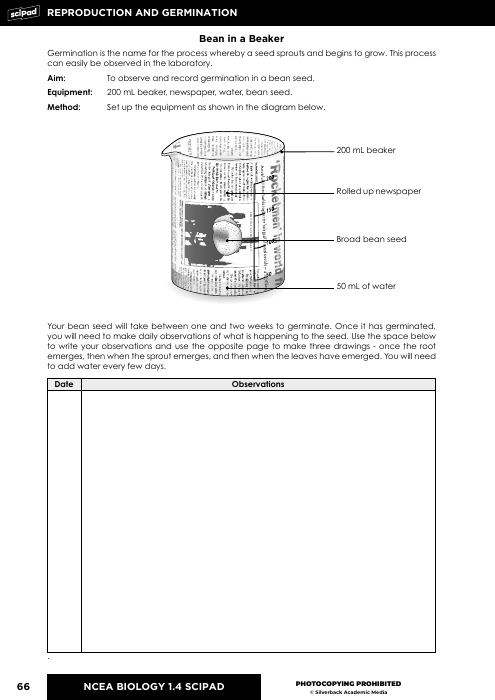 scipad
REPRODUCTION AND GERMINATION
Bean in a Beaker
Germination is the name for the process whereby a seed sprouts and begins to grow. This process
can easily be observed in the laboratory.
Aim: To observe and record germination in a bean seed.
Equipment: 200 mL beaker, newspaper, water, bean seed.
Method: Set up the equipment as shown in the diagram below.
200 mL beaker
Rolled up newspaper
Broad bean seed
50 mL of water
Your bean seed will take between one and two weeks to germinate. Once it has germinated,
you will need to make daily observations of what is happening to the seed. Use the space below
to write your observations and use the opposite page to make three drawings - once the root
emerges, then when the sprout emerges, and then when the leaves have emerged. You will need
to add water every few days.
Date Observations
66
NCEA BIOLOGY 1.4 SCIPAD
PHOTOCOPYING PROHIBITED
© Silverback Academic Media